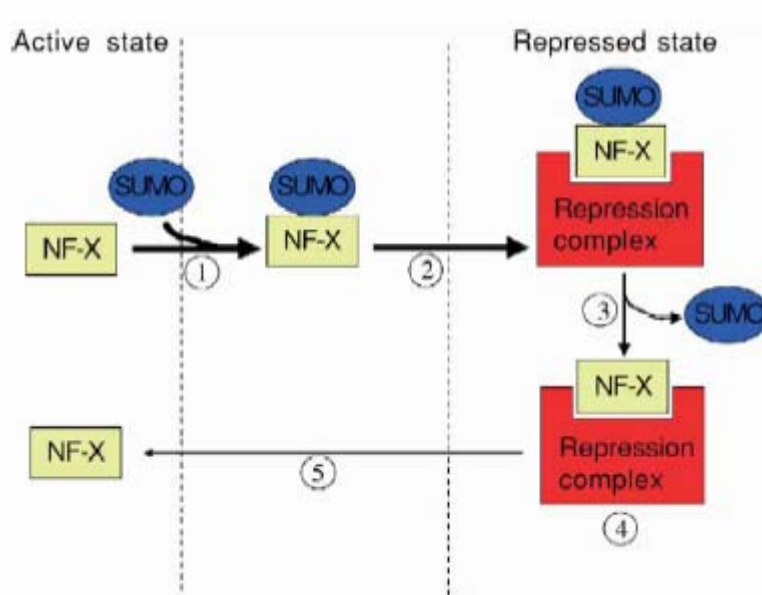 Active state
Repressed state
SUMO
NF-X
Repression
complex
SUMO
SUMO
NF-X
NF-X
1
2
3
SUMO
NF-X
Repression
complex
NF-X
5
4